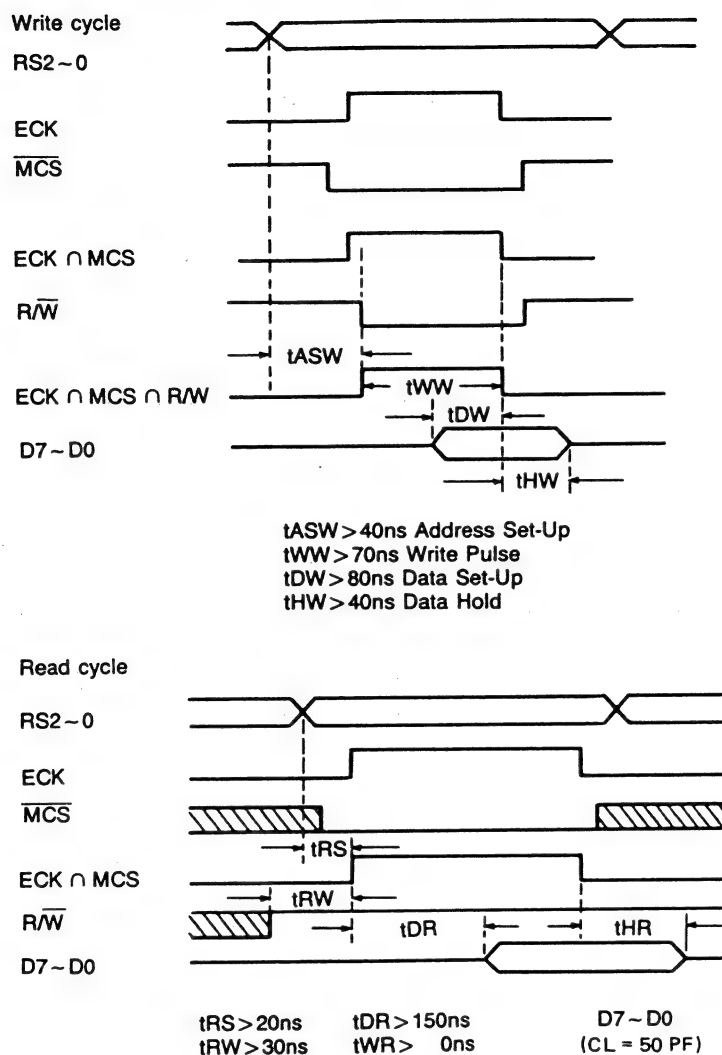 Write cycle
RS2~0
ECK
M̅C̅S̅
ECK ∩ MCS
R/W̅
tASW
ECK ∩ MCS ∩ R/W
tWW
tDW
D7~D0
tHW
tASW>40ns Address Set-Up
tWW>70ns Write Pulse
tDW>80ns Data Set-Up
tHW>40ns Data Hold
Read cycle
RS2~0
ECK
M̅C̅S̅
tRS
ECK ∩ MCS
tRW
R/W̅
tDR
tHR
D7~D0
tRS>20ns tDR>150ns D7~D0
tRW>30ns tWR> 0ns (CL = 50 PF)